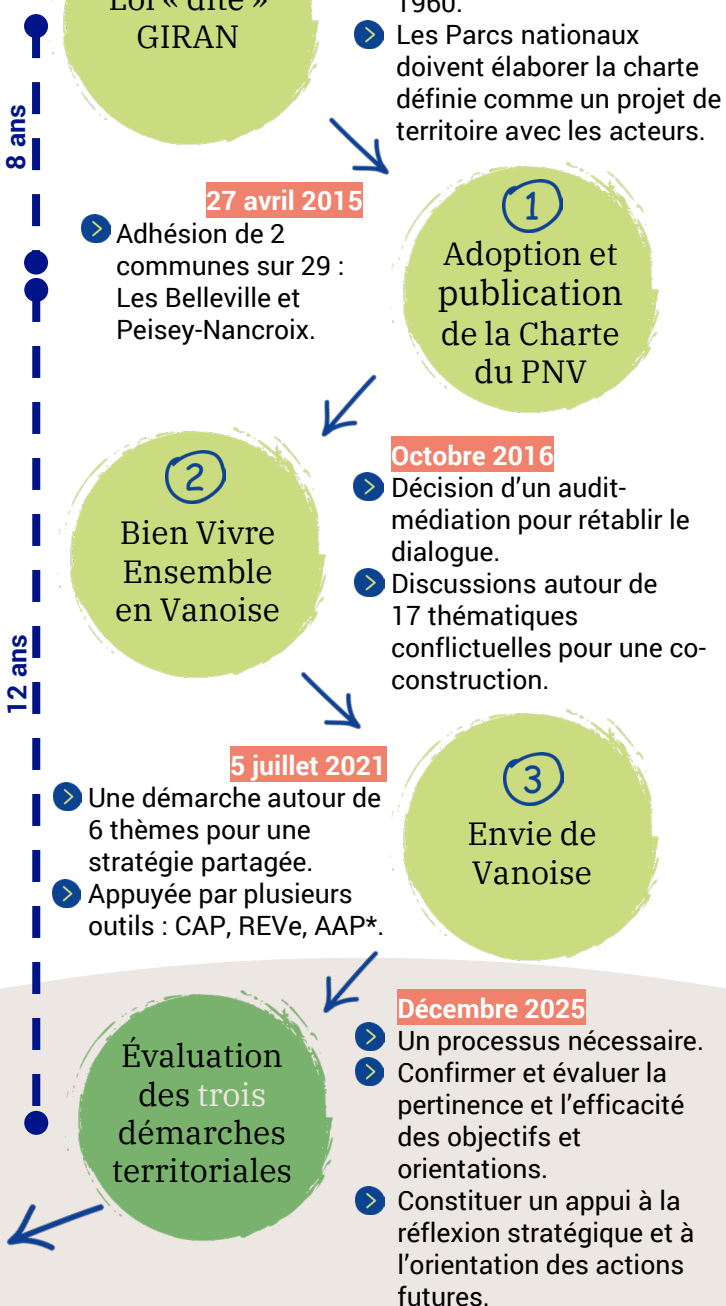 Loi « dite »
GIRAN
1960.
Les Parcs nationaux
doivent élaborer la charte
définie comme un projet de
territoire avec les acteurs.
8 ans
27 avril 2015
Adhésion de 2
communes sur 29 :
Les Belleville et
Peisey-Nancroix.
1
Adoption et
publication
de la Charte
du PNV
2
Bien Vivre
Ensemble
en Vanoise
Octobre 2016
Décision d’un audit-
médiation pour rétablir le
dialogue.
Discussions autour de
17 thématiques
conflictuelles pour une co-
construction.
12 ans
5 juillet 2021
Une démarche autour de
6 thèmes pour une
stratégie partagée.
Appuyée par plusieurs
outils : CAP, REVe, AAP*.
3
Envie de
Vanoise
Évaluation
des trois
démarches
territoriales
Décembre 2025
Un processus nécessaire.
Confirmer et évaluer la
pertinence et l’efficacité
des objectifs et
orientations.
Constituer un appui à la
réflexion stratégique et à
l’orientation des actions
futures.